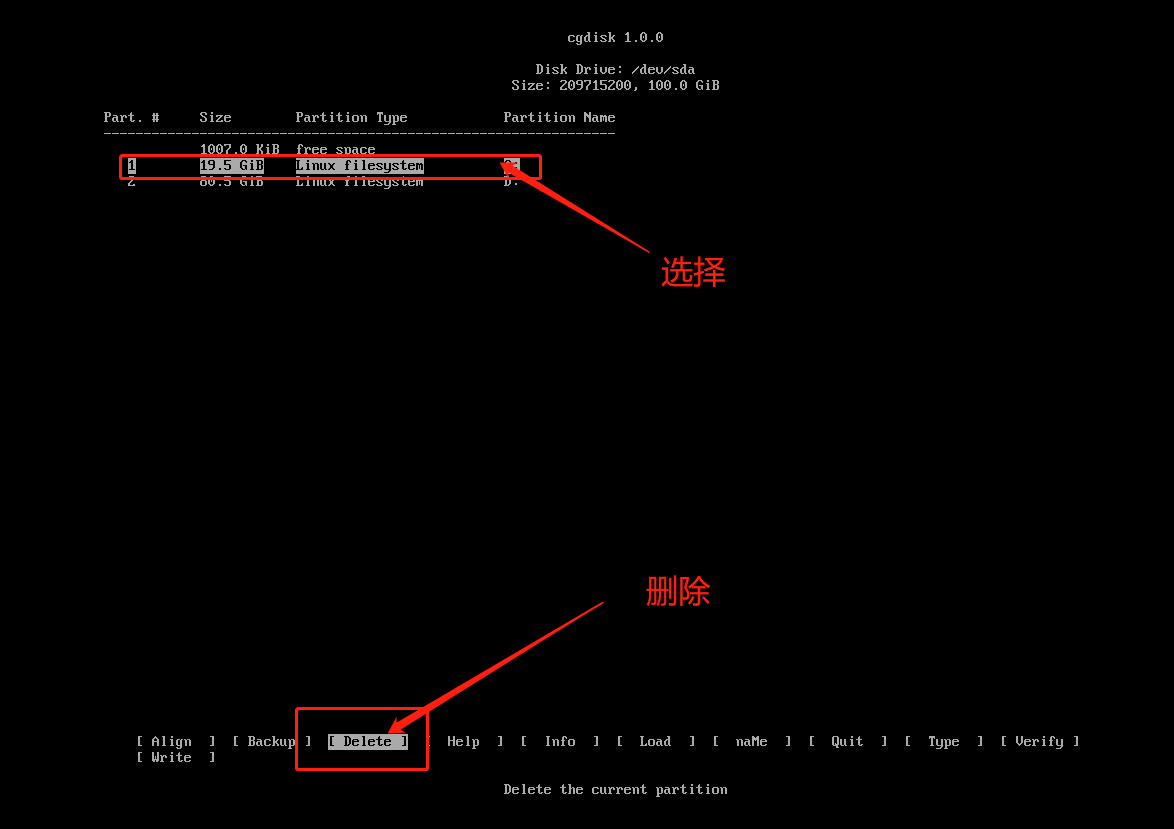 cgdisk 1.0.0
Disk Drive: /dev/sda
Size: 209715200, 100.0 GiB
Part. # Size Partition Type Partition Name
----------------------------------------------------------------
1007.0 KiB free space
1 19.5 GiB Linux filesystem
2 80.5 GiB Linux filesystem D:
选择
删除
[ Align ] [ Backup ] [ Delete ] [ Help ] [ Info ] [ Load ] [ naMe ] [ Quit ] [ Type ] [ Verify ]
[ Write ]
Delete the current partition